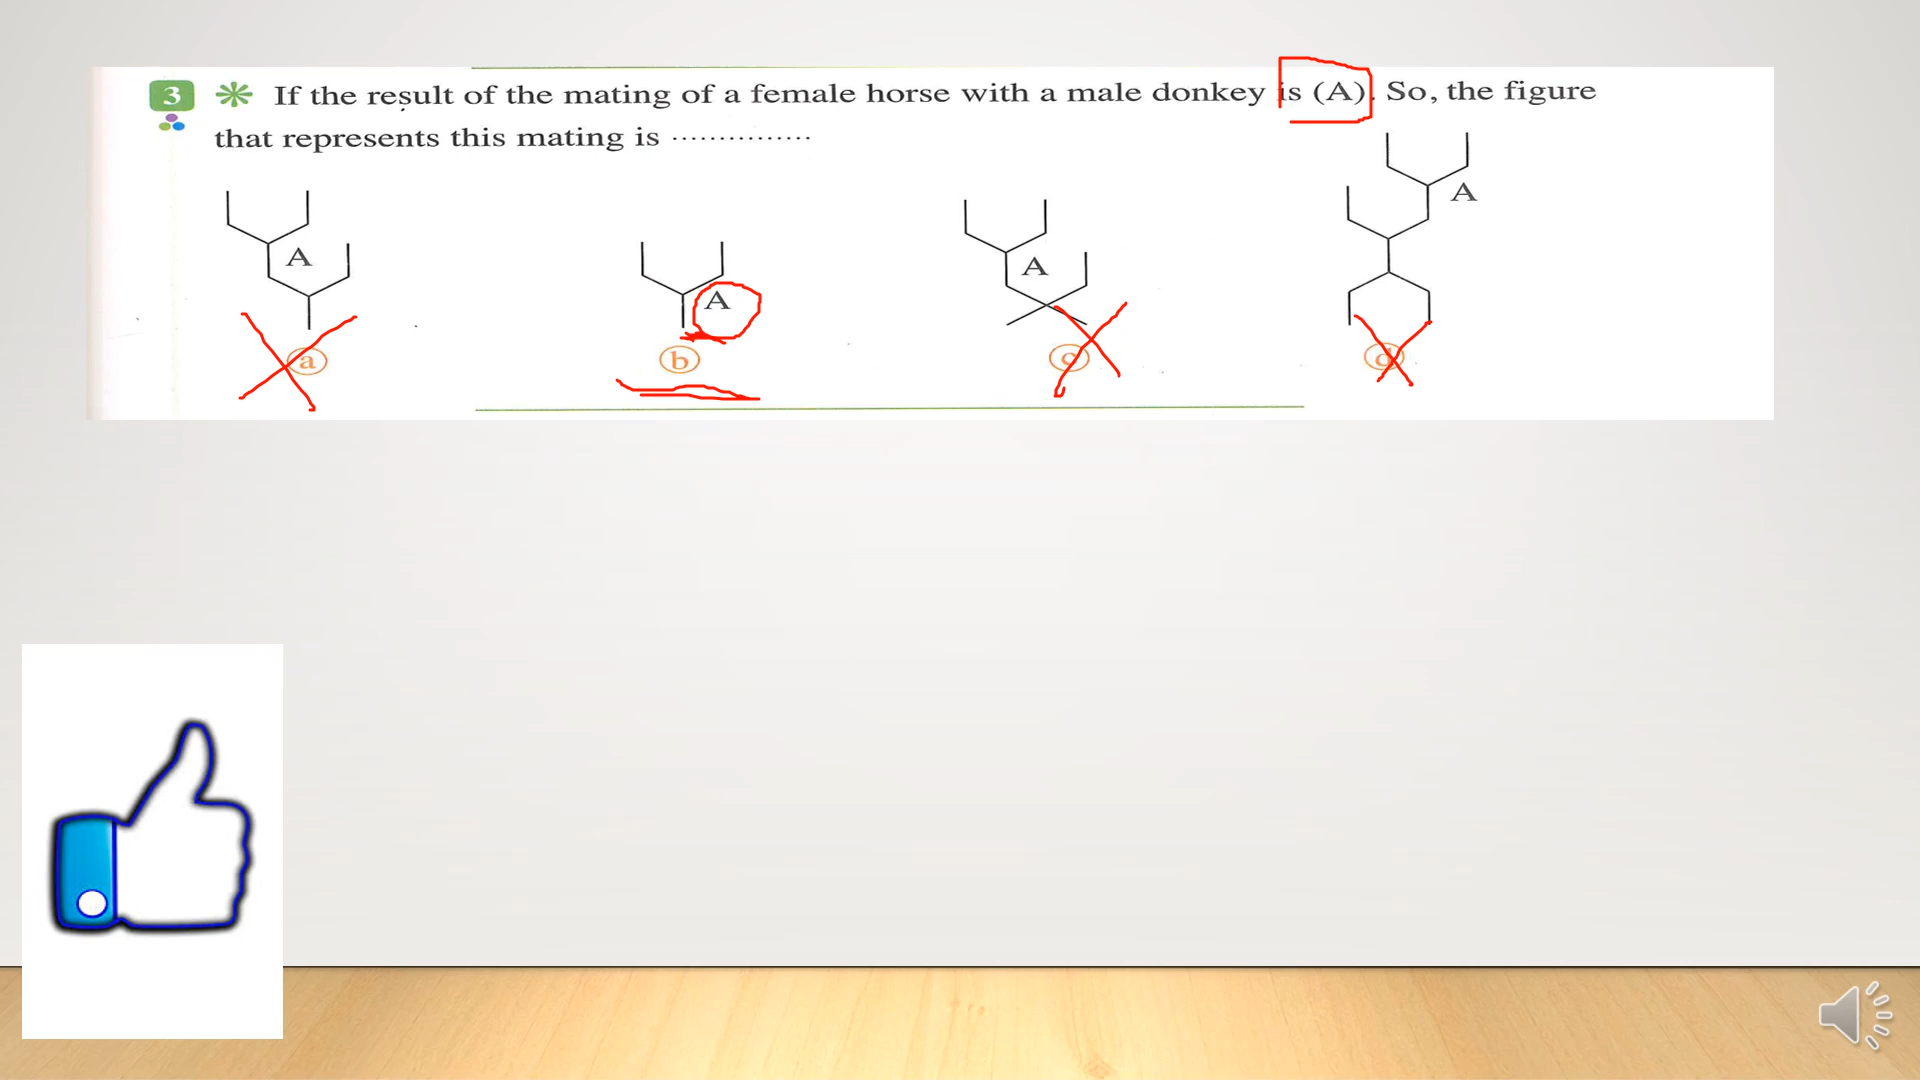 3 If the result of the mating of a female horse with a male donkey is (A). So, the figure
that represents this mating is ...............
A
A
A
A
a
b
c
d